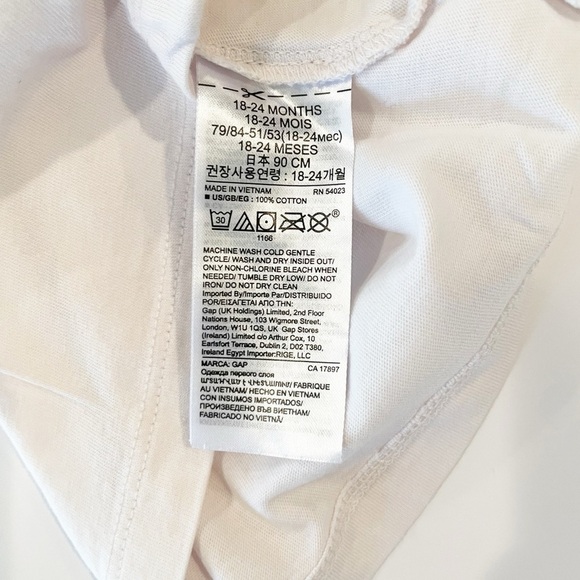 18-24 MONTHS
18-24 MOIS
79/84-51/53(18-24мес)
18-24 MESES
日本 90 CM
권장사용연령 : 18-24개월
MADE IN VIETNAM RN 54023
■ US/GB/EG : 100% COTTON
30
®
1166
MACHINE WASH COLD GENTLE
CYCLE/ WASH AND DRY INSIDE OUT/
ONLY NON-CHLORINE BLEACH WHEN
NEEDED/ TUMBLE DRY LOW/ DO NOT
IRON/ DO NOT DRY CLEAN
Imported By/Importe Par/DISTRIBUIDO
POR/ΕΙΣΑΓΕΤΑΙ ΑΠΟ ΤΗΝ:
Gap (UK Holdings) Limited, 2nd Floor
Nations House, 103 Wigmore Street,
London, W1U 1QS, UK Gap Stores
(Ireland) Limited c/o Arthur Cox, 10
Earlsfort Terrace, Dublin 2, D02 T380,
Ireland Egypt Importer:RIGE, LLC
MARCA: GAP CA 17897
Одежда первого слоя
ԱՐՏԱԴՐՎԱԾ Է ՎԻԵՏՆԱՄՈՒՄ/ FABRIQUE
AU VIETNAM/ HECHO EN VIETNAM
CON INSUMOS IMPORTADOS/
ПРОИЗВЕДЕНО ВЪВ ВИЕТНАМ/
FABRICADO NO VIETNÃ/